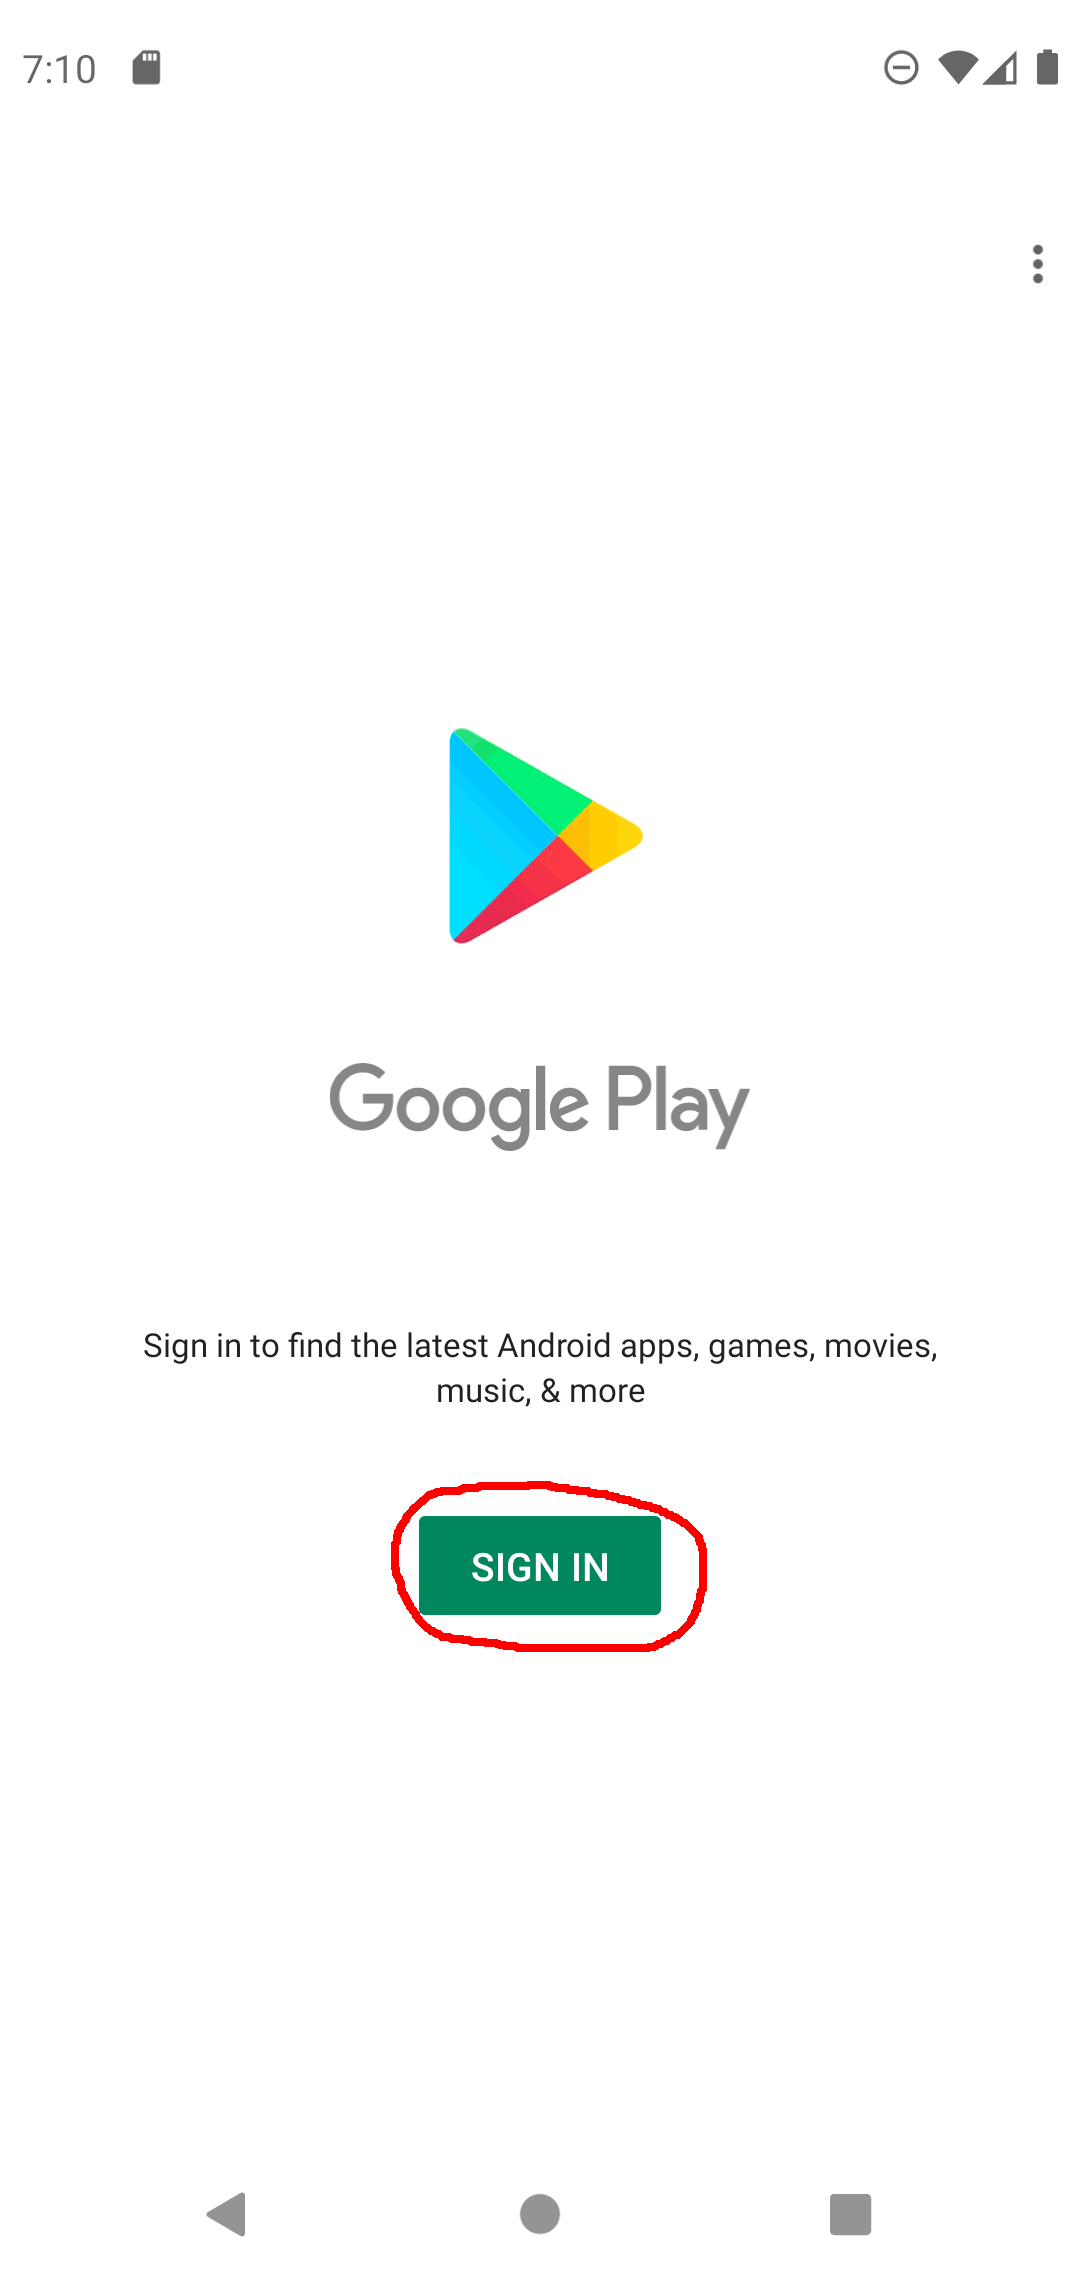 7:10
Google Play
Sign in to find the latest Android apps, games, movies,
music, & more
SIGN IN